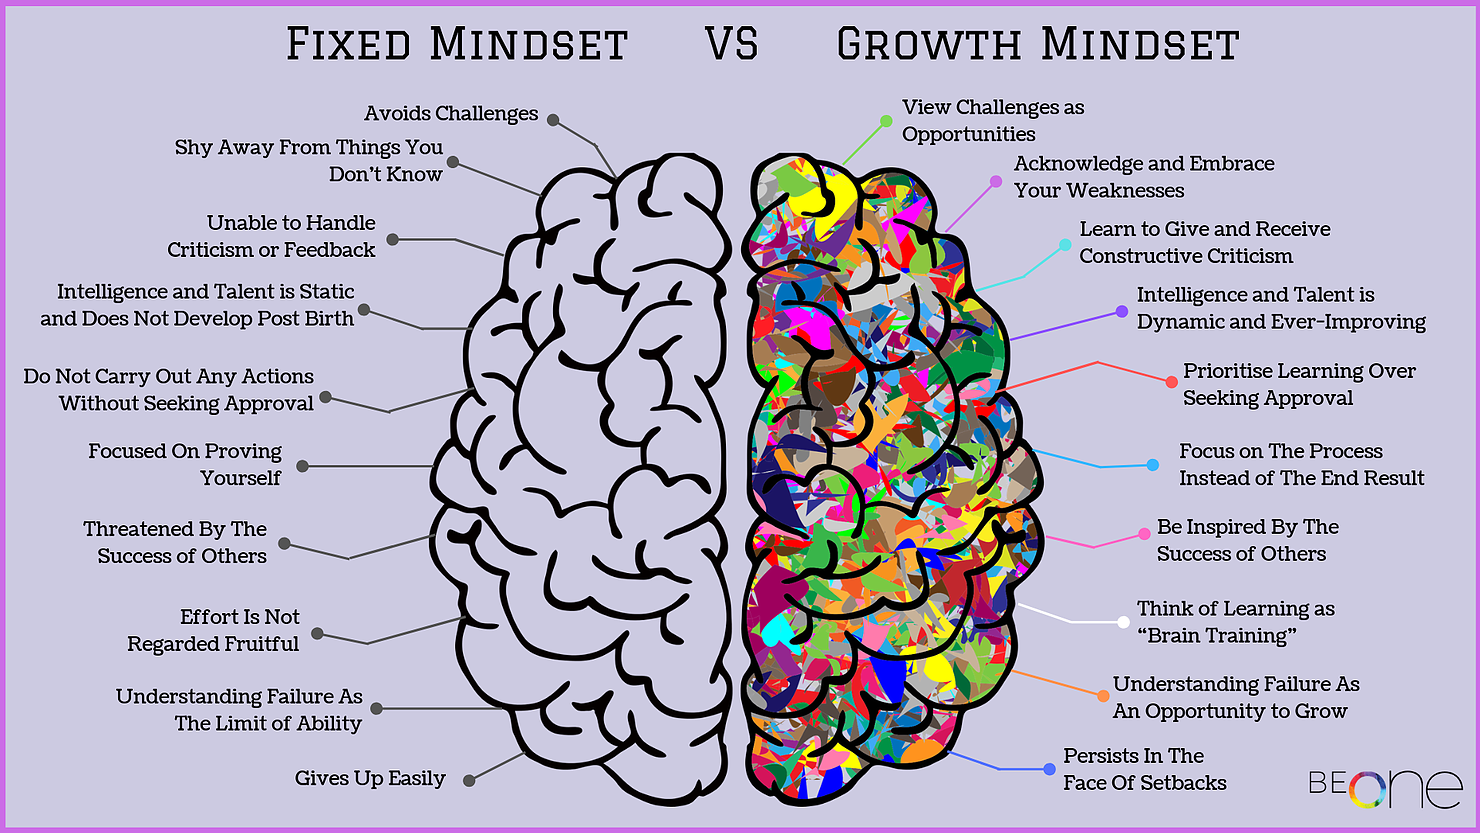 Fixed Mindset VS Growth Mindset
Avoids Challenges
Shy Away From Things You
Don't Know
Unable to Handle
Criticism or Feedback
Intelligence and Talent is Static
and Does Not Develop Post Birth
Do Not Carry Out Any Actions
Without Seeking Approval
Focused On Proving
Yourself
Threatened By The
Success of Others
Effort Is Not
Regarded Fruitful
Understanding Failure As
The Limit of Ability
Gives Up Easily
View Challenges as
Opportunities
Acknowledge and Embrace
Your Weaknesses
Learn to Give and Receive
Constructive Criticism
Intelligence and Talent is
Dynamic and Ever-Improving
Prioritise Learning Over
Seeking Approval
Focus on The Process
Instead of The End Result
Be Inspired By The
Success of Others
Think of Learning as
“Brain Training”
Understanding Failure As
An Opportunity to Grow
Persists In The
Face Of Setbacks
BEOne